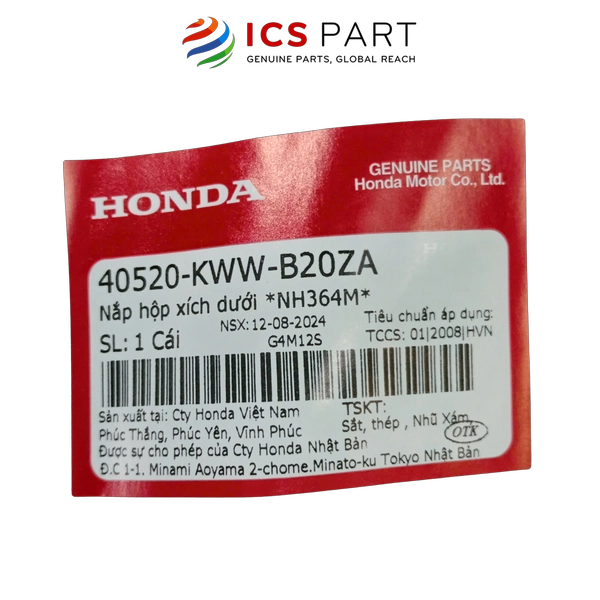 ICS PART
GENUINE PARTS, GLOBAL REACH
HONDA
GENUINE PARTS
Honda Motor Co., Ltd.
40520-KWW-B20ZA
Nắp hộp xích dưới *NH364M*
NSX: 12-08-2024
Tiêu chuẩn áp dụng:
SL: 1 Cái
G4M12S
TCCS: 01|2008|HVN
Sản xuất tại: Cty Honda Việt Nam
TSKT:
Phúc Thắng, Phúc Yên, Vĩnh Phúc
Sắt, thép , Nhũ Xám
Được sự cho phép của Cty Honda Nhật Bản
OTK
Đ.C 1-1. Minami Aoyama 2-chome.Minato-ku Tokyo Nhật Bản